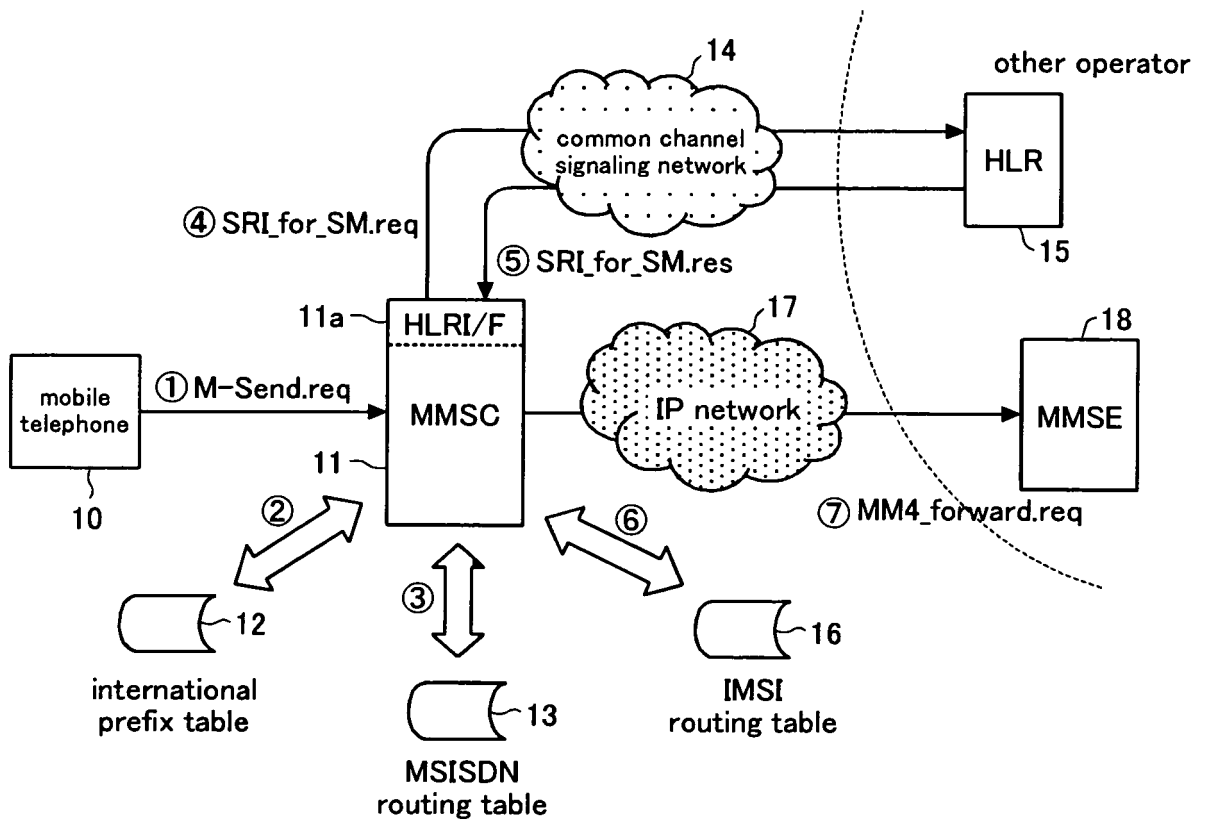 14
other operator
common channel
signaling network
HLR
④ SRI_for_SM.req
15
⑤ SRI_for_SM.res
11a
HLRI/F
17
18
mobile
telephone
① M-Send.req
MMSC
IP network
MMSE
11
10
②
⑥
⑦ MM4_forward.req
③
12
16
international
prefix table
13
IMSI
routing table
MSISDN
routing table